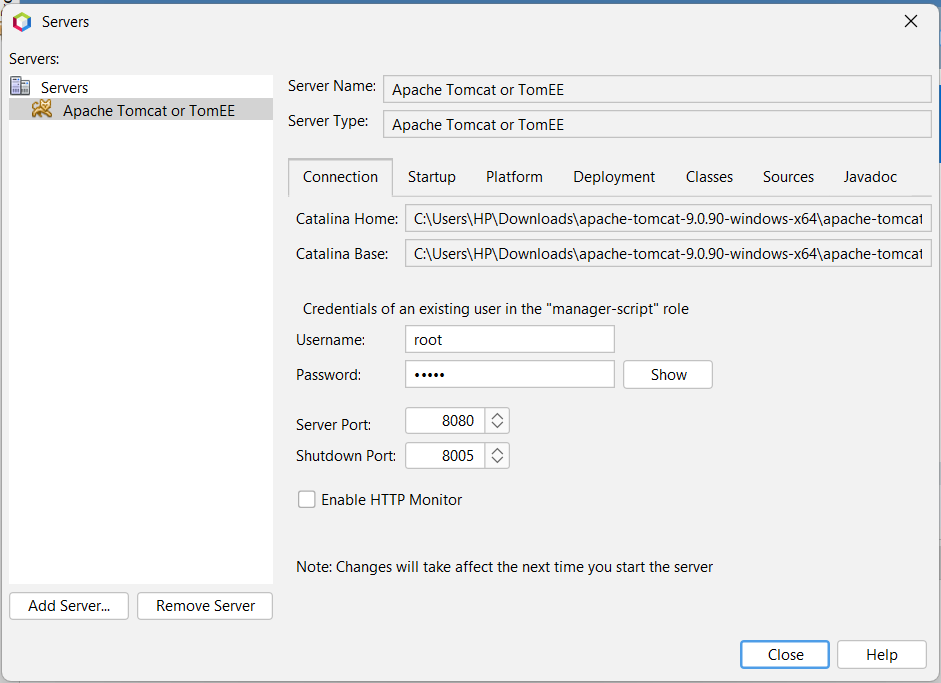 Servers
Servers:
Servers
Apache Tomcat or TomEE
Server Name: Apache Tomcat or TomEE
Server Type: Apache Tomcat or TomEE
Connection Startup Platform Deployment Classes Sources Javadoc
Catalina Home: C:\Users\HP\Downloads\apache-tomcat-9.0.90-windows-x64\apache-tomcat
Catalina Base: C:\Users\HP\Downloads\apache-tomcat-9.0.90-windows-x64\apache-tomcat
Credentials of an existing user in the "manager-script" role
Username: root
Password: •••••
Show
Server Port: 8080
Shutdown Port: 8005
Enable HTTP Monitor
Note: Changes will take affect the next time you start the server
Add Server... Remove Server
Close Help